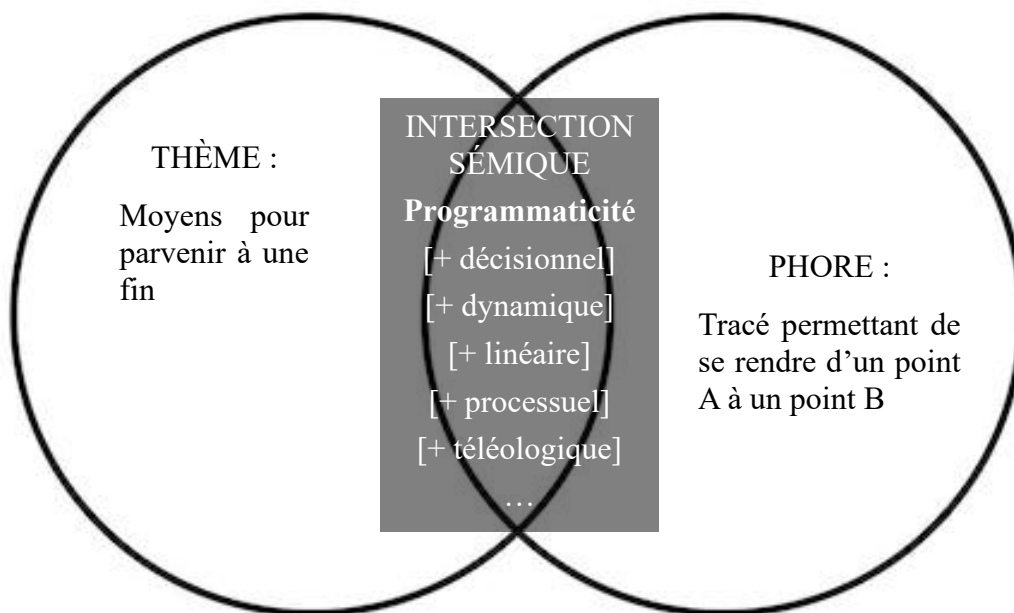 THÈME :
Moyens pour
parvenir à une
fin
INTERSECTION
SÉMIQUE
Programmaticité
[+ décisionnel]
[+ dynamique]
[+ linéaire]
[+ processuel]
[+ téléologique]
…
PHORE :
Tracé permettant de
se rendre d’un point
A à un point B